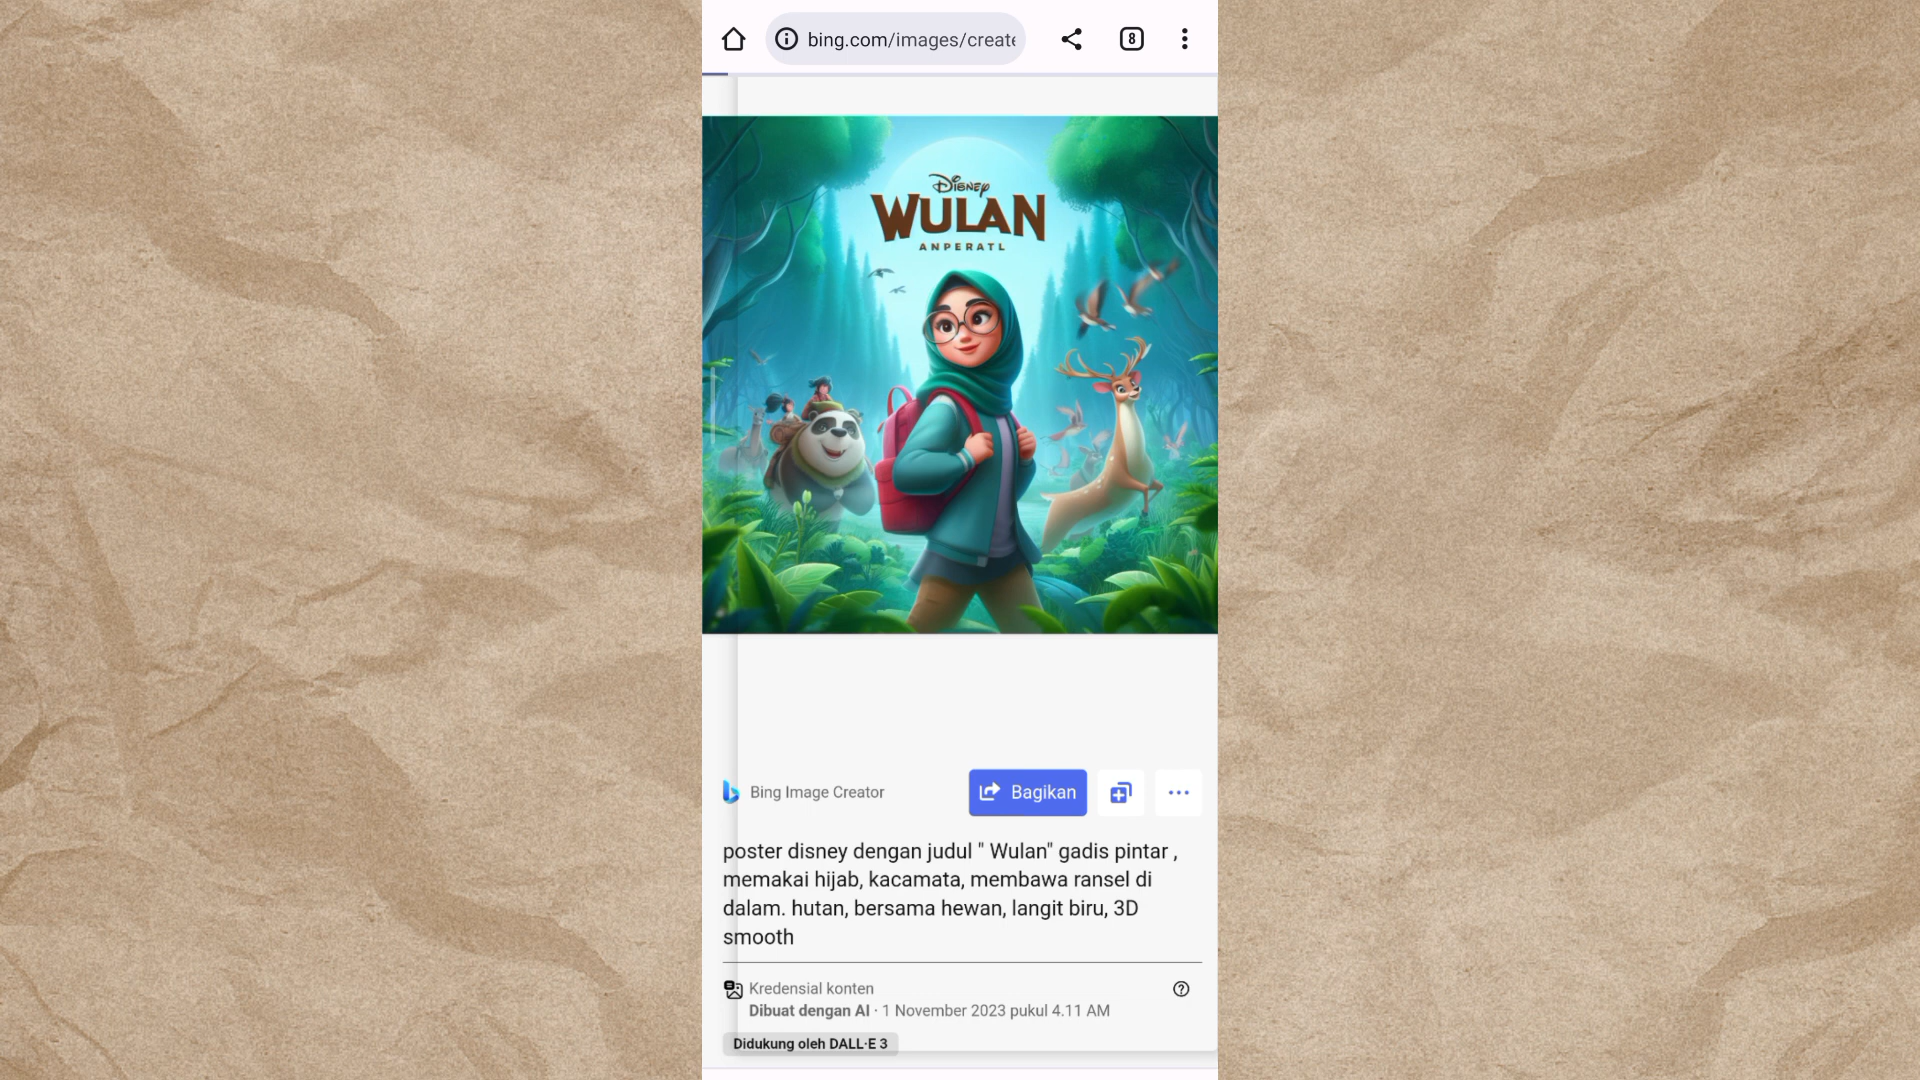 bing.com/images/create
8
Disney
WULAN
ANPERATL
Bing Image Creator
Bagikan
poster disney dengan judul " Wulan" gadis pintar ,
memakai hijab, kacamata, membawa ransel di
dalam. hutan, bersama hewan, langit biru, 3D
smooth
Kredensial konten
Dibuat dengan AI · 1 November 2023 pukul 4.11 AM
Didukung oleh DALL·E 3